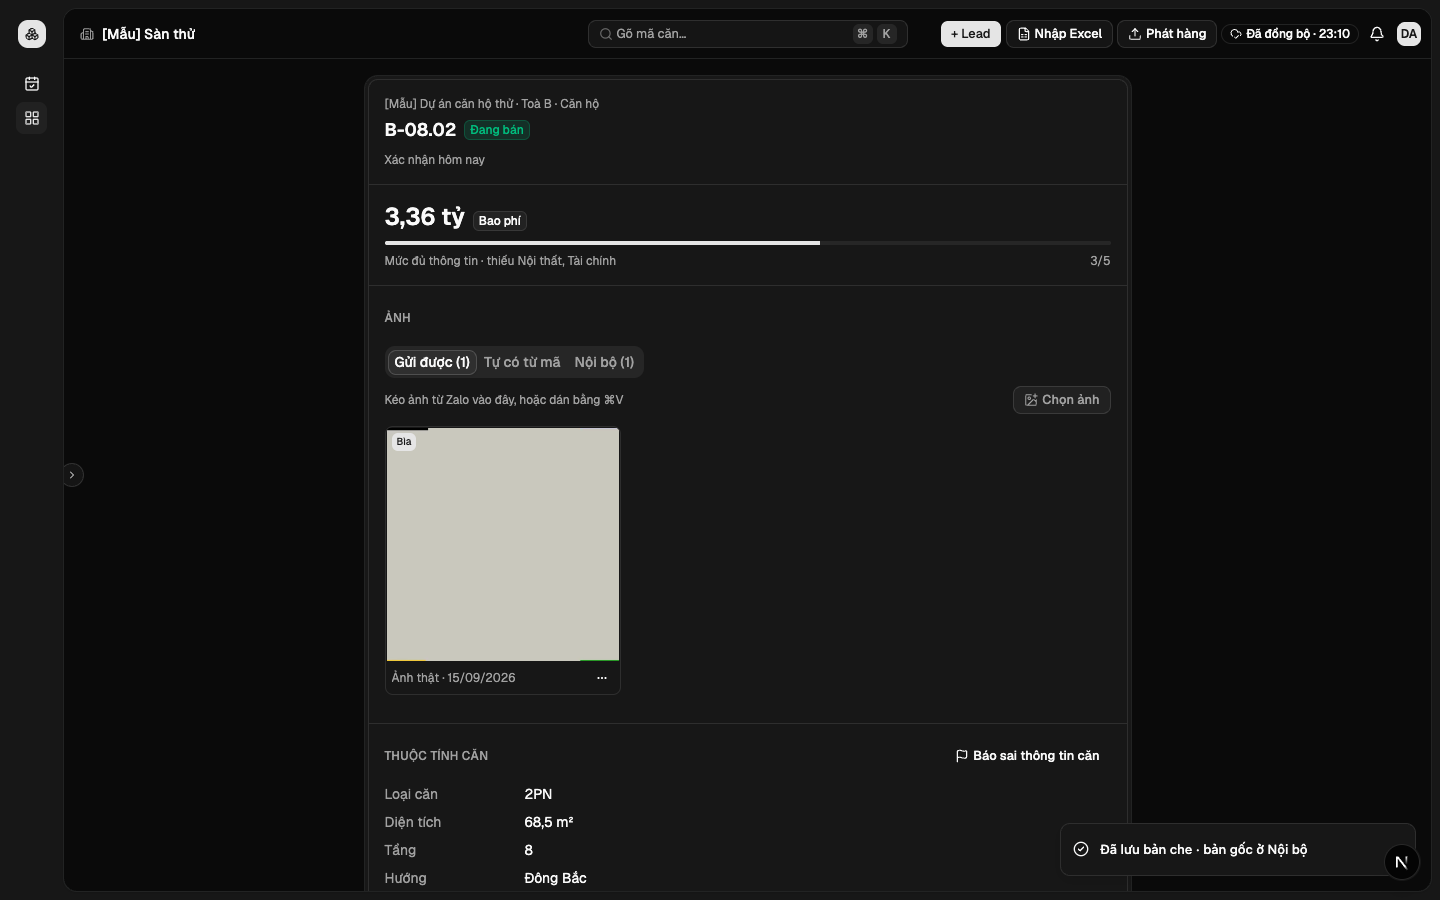 [Mẫu] Sàn thử
Gõ mã căn...
⌘ K
+ Lead
Nhập Excel
Phát hàng
Đã đồng bộ · 23:10
DA
[Mẫu] Dự án căn hộ thử · Toà B · Căn hộ
B-08.02 Đang bán
Xác nhận hôm nay
3,36 tỷ Bao phí
Mức đủ thông tin · thiếu Nội thất, Tài chính 3/5
ẢNH
Gửi được (1) Tự có từ mã Nội bộ (1)
Kéo ảnh từ Zalo vào đây, hoặc dán bằng ⌘V
Chọn ảnh
Bìa
Ảnh thật · 15/09/2026
THUỘC TÍNH CĂN
Báo sai thông tin căn
Loại căn 2PN
Diện tích 68,5 m²
Tầng 8
Hướng Đông Bắc
Đã lưu bản che · bản gốc ở Nội bộ
N